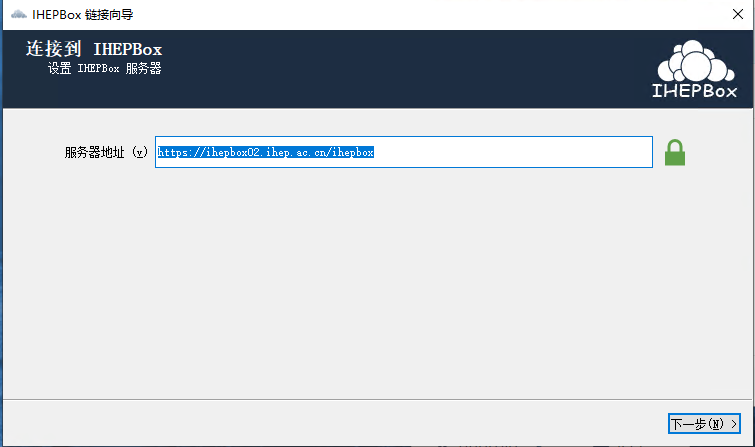 IHEPBox 链接向导
连接到 IHEPBox
设置 IHEPBox 服务器
IHEPBox
服务器地址 (v) https://ihepbox02.ihep.ac.cn/ihepbox
下一步(N) >